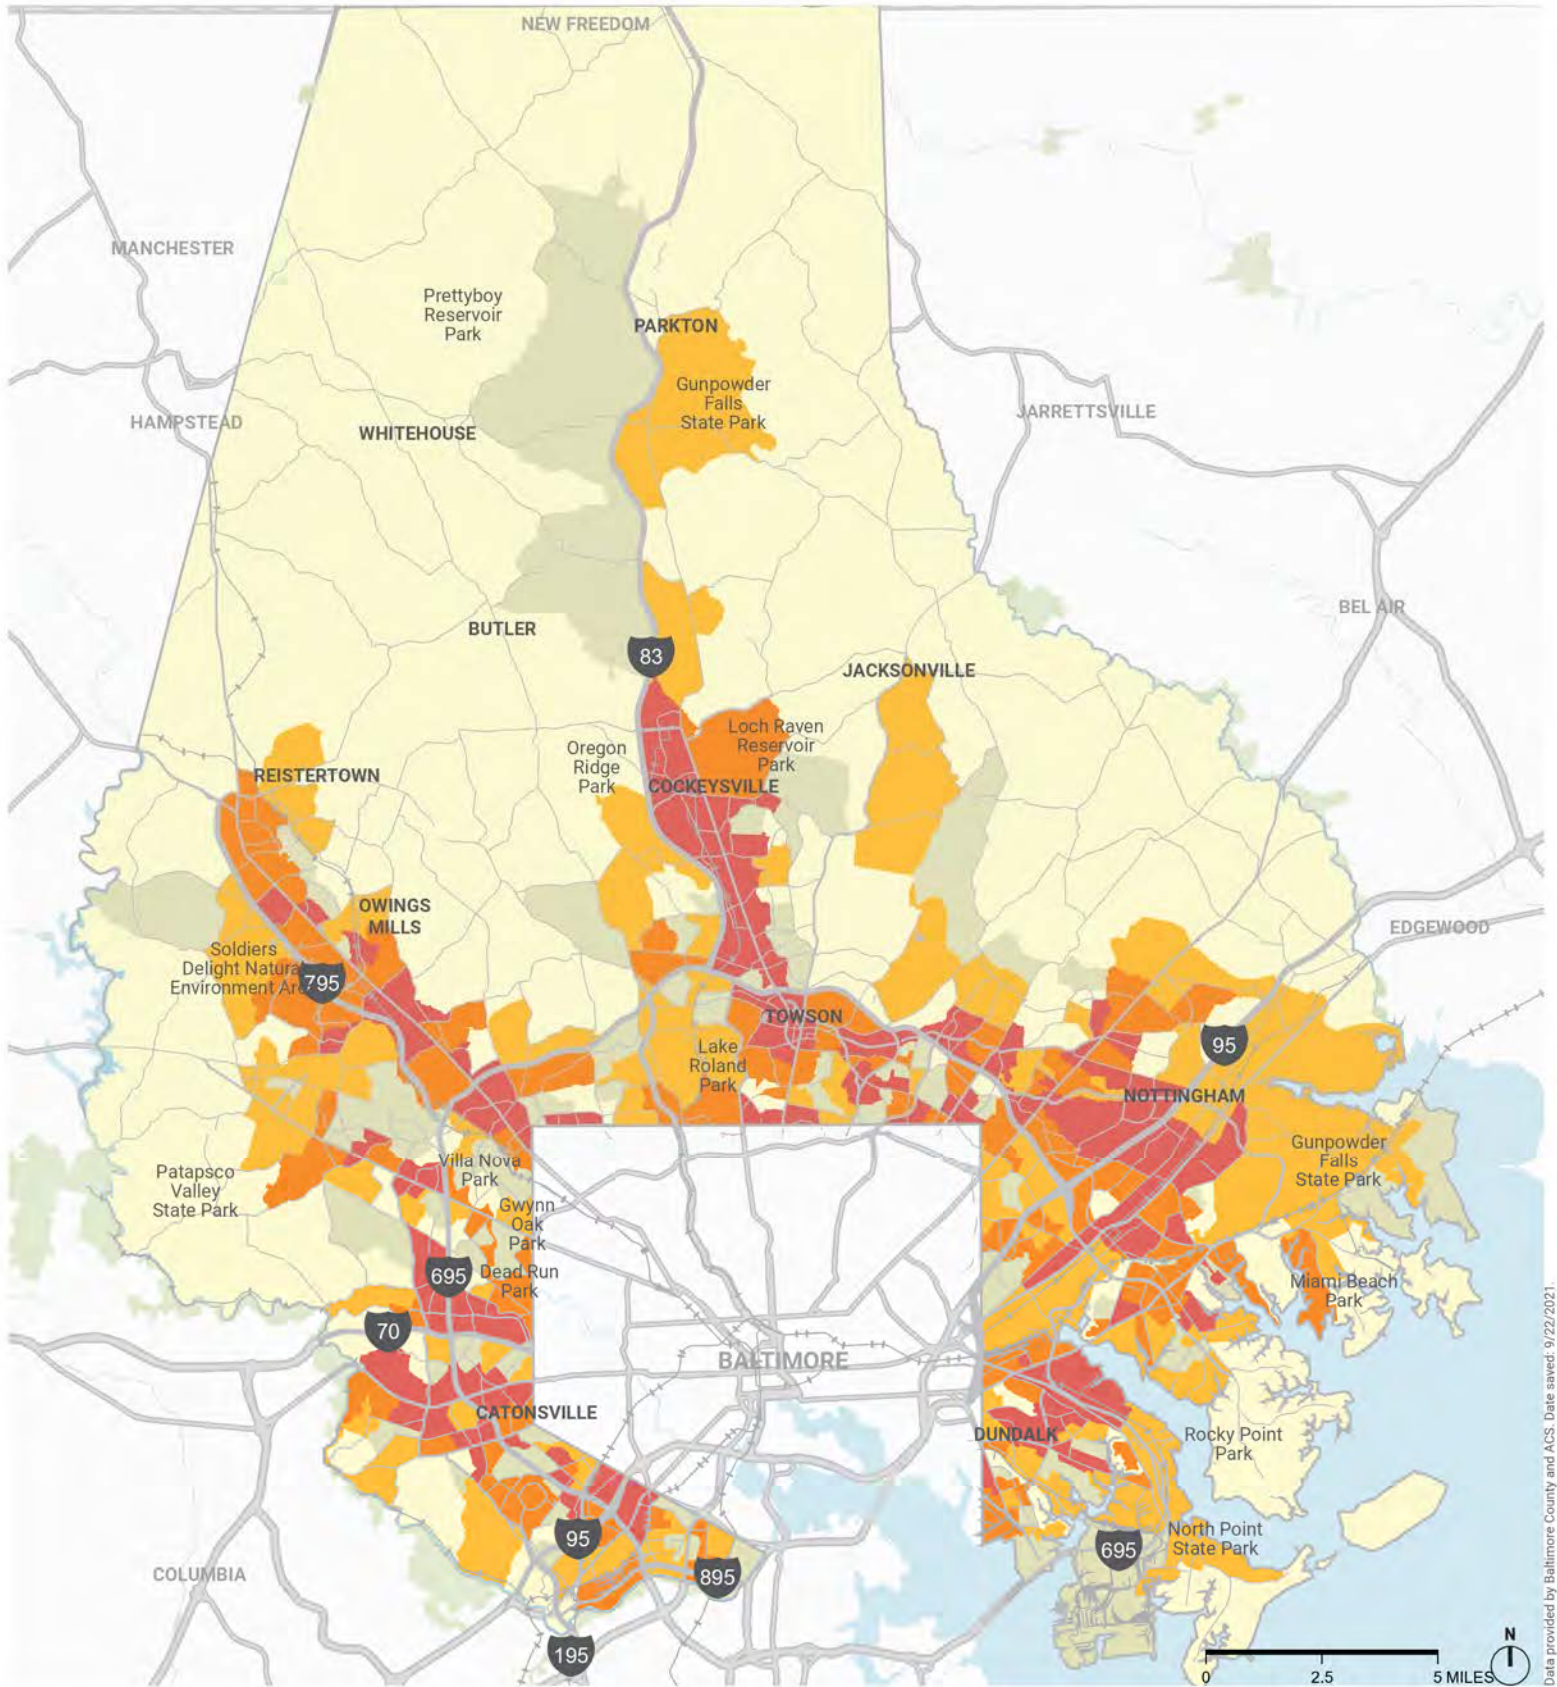 NEW FREEDOM
MANCHESTER
Prettyboy
Reservoir
Park
PARKTON
Gunpowder
Falls
State Park
JARRETTSVILLE
HAMPSTEAD
WHITEHOUSE
BEL AIR
BUTLER
83
JACKSONVILLE
Loch Raven
Reservoir
Park
Oregon
Ridge
Park
REISTERTOWN
COCKEYSVILLE
OWINGS
MILLS
EDGEWOOD
Soldiers
Delight Natura
Environment Are
795
TOWSON
95
Lake
Roland
Park
NOTTINGHAM
Gunpowder
Falls
State Park
Villa Nova
Park
Patapsco
Valley
State Park
Gwynn
Oak
Park
695
Dead Run
Park
Miami Beach
Park
70
BALTIMORE
CATONSVILLE
DUNDALK
Rocky Point
Park
95
North Point
State Park
695
COLUMBIA
895
195
N
0
2.5
5 MILES
Data provided by Baltimore County and ACS. Date saved: 9/22/2021.